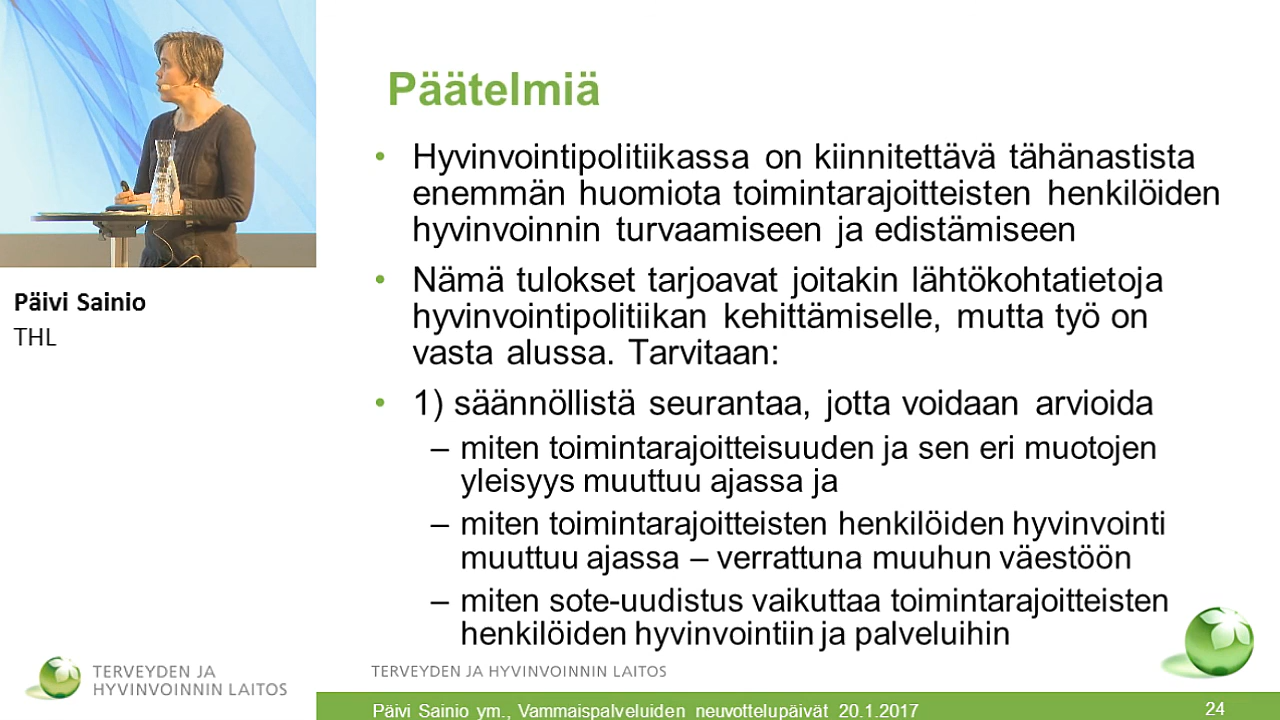 Päätelmiä
• Hyvinvointipolitiikassa on kiinnitettävä tähänastista
enemmän huomiota toimintarajoitteisten henkilöiden
hyvinvoinnin turvaamiseen ja edistämiseen
• Nämä tulokset tarjoavat joitakin lähtökohtatietoja
hyvinvointipolitiikan kehittämiselle, mutta työ on
vasta alussa. Tarvitaan:
• 1) säännöllistä seurantaa, jotta voidaan arvioida
– miten toimintarajoitteisuuden ja sen eri muotojen
yleisyys muuttuu ajassa ja
– miten toimintarajoitteisten henkilöiden hyvinvointi
muuttuu ajassa – verrattuna muuhun väestöön
– miten sote-uudistus vaikuttaa toimintarajoitteisten
henkilöiden hyvinvointiin ja palveluihin
Päivi Sainio
THL
TERVEYDEN JA
HYVINVOINNIN LAITOS
TERVEYDEN JA HYVINVOINNIN LAITOS
Päivi Sainio ym., Vammaispalveluiden neuvottelupäivät 20.1.2017
24